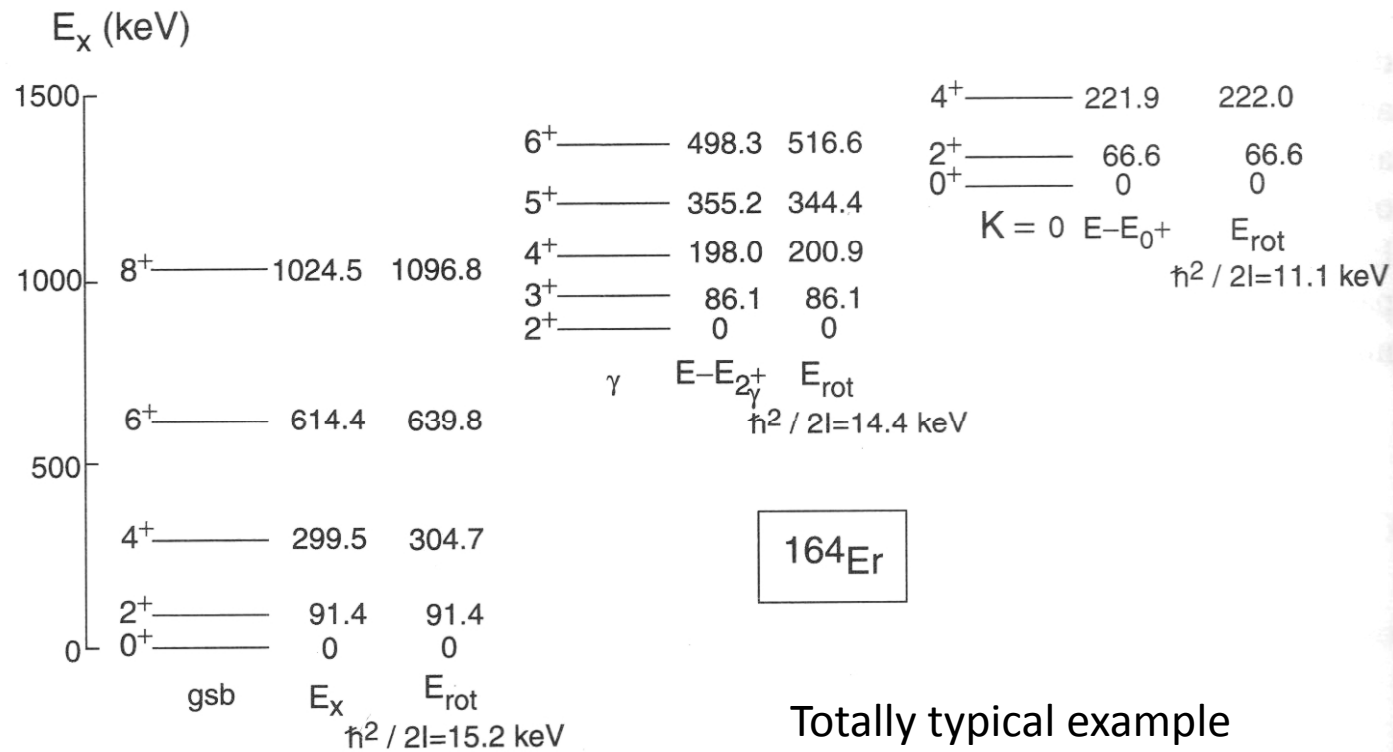 Eₓ (keV)
1500
4⁺ 221.9 222.0
6⁺ 498.3 516.6
2⁺ 66.6 66.6
0⁺ 0 0
5⁺ 355.2 344.4
K = 0 E–E₀+ E_rot
ħ² / 2I=11.1 keV
4⁺ 198.0 200.9
1000
8⁺ 1024.5 1096.8
3⁺ 86.1 86.1
2⁺ 0 0
γ E–E₂⁺γ E_rot
ħ² / 2I=14.4 keV
6⁺ 614.4 639.8
500
4⁺ 299.5 304.7
¹⁶⁴Er
2⁺ 91.4 91.4
0 0⁺ 0 0
gsb Eₓ E_rot
ħ² / 2I=15.2 keV
Totally typical example